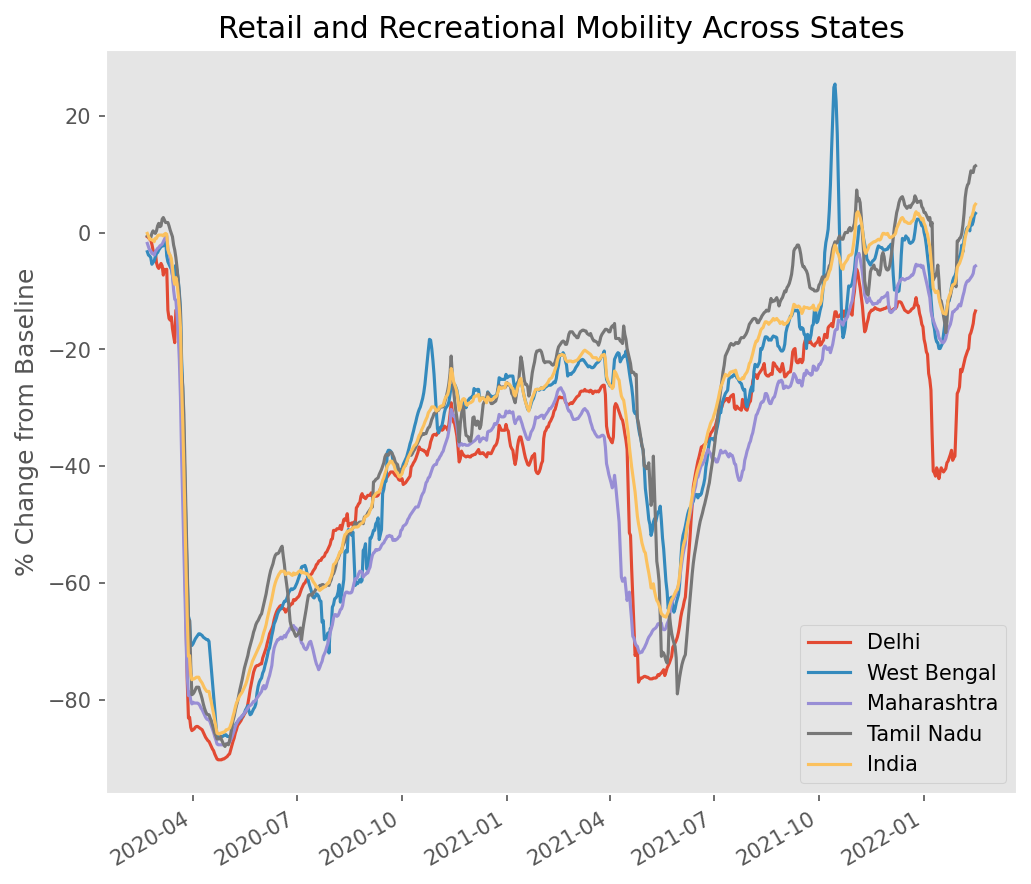 Retail and Recreational Mobility Across States
% Change from Baseline
20
0
−20
−40
−60
−80
2020-04
2020-07
2020-10
2021-01
2021-04
2021-07
2021-10
2022-01
Delhi
West Bengal
Maharashtra
Tamil Nadu
India